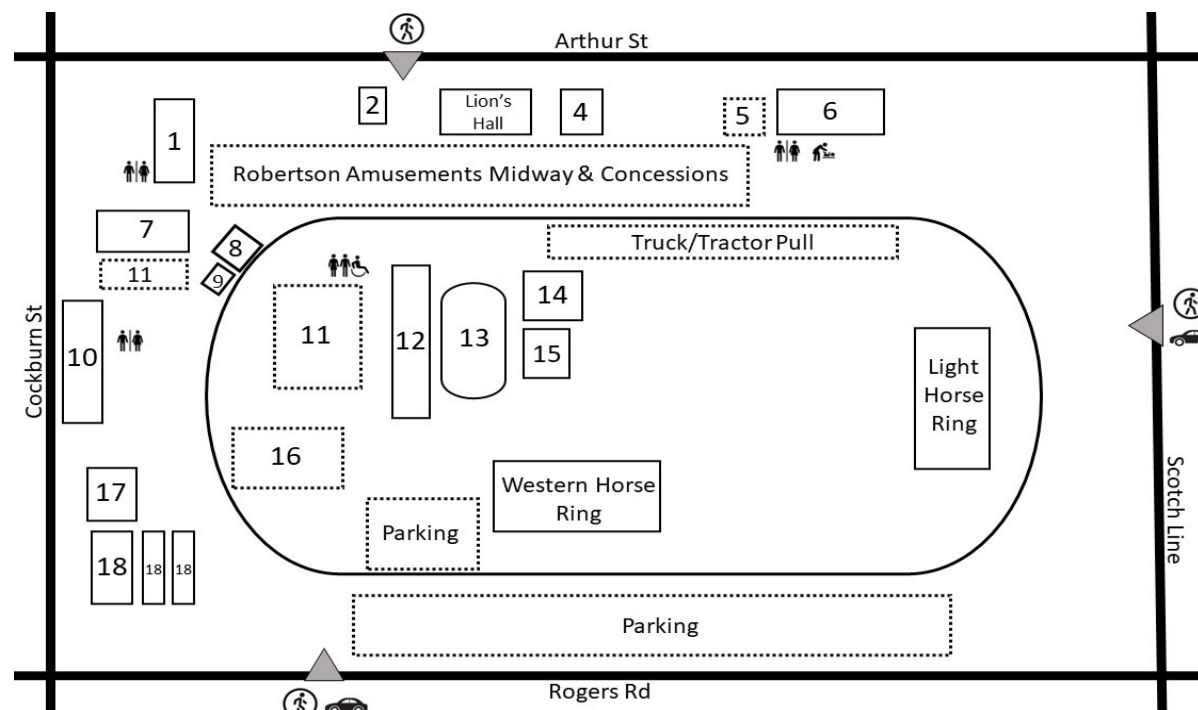 Arthur St
2
Lion's
Hall
4
5
6
1
Robertson Amusements Midway & Concessions
7
8
Truck/Tractor Pull
11
9
14
Cockburn St
10
11
12
13
15
Light
Horse
Ring
16
17
Western Horse
Ring
Scotch Line
Parking
18
18
18
Parking
Rogers Rd